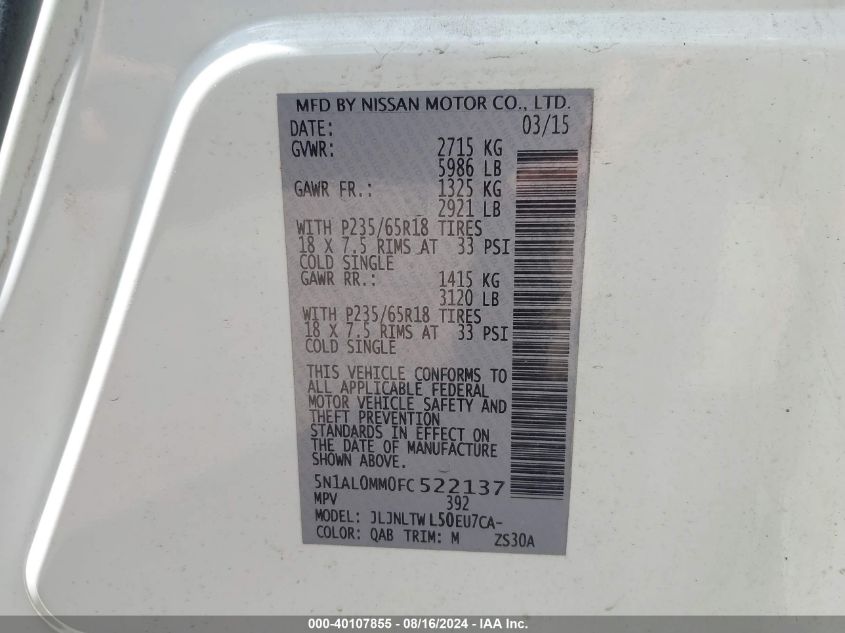 MFD BY NISSAN MOTOR CO., LTD.
DATE: 03/15
GVWR: 2715 KG
5986 LB
GAWR FR.: 1325 KG
2921 LB
WITH P235/65R18 TIRES
18 X 7.5 RIMS AT 33 PSI
COLD SINGLE
GAWR RR.: 1415 KG
3120 LB
WITH P235/65R18 TIRES
18 X 7.5 RIMS AT 33 PSI
COLD SINGLE
THIS VEHICLE CONFORMS TO
ALL APPLICABLE FEDERAL
MOTOR VEHICLE SAFETY AND
THEFT PREVENTION
STANDARDS IN EFFECT ON
THE DATE OF MANUFACTURE
SHOWN ABOVE.
5N1AL0MM0FC522137
MPV 392
MODEL: JLJNLTWL50EU7CA-
COLOR: QAB TRIM: M ZS30A
000-40107855 - 08/16/2024 - IAA Inc.